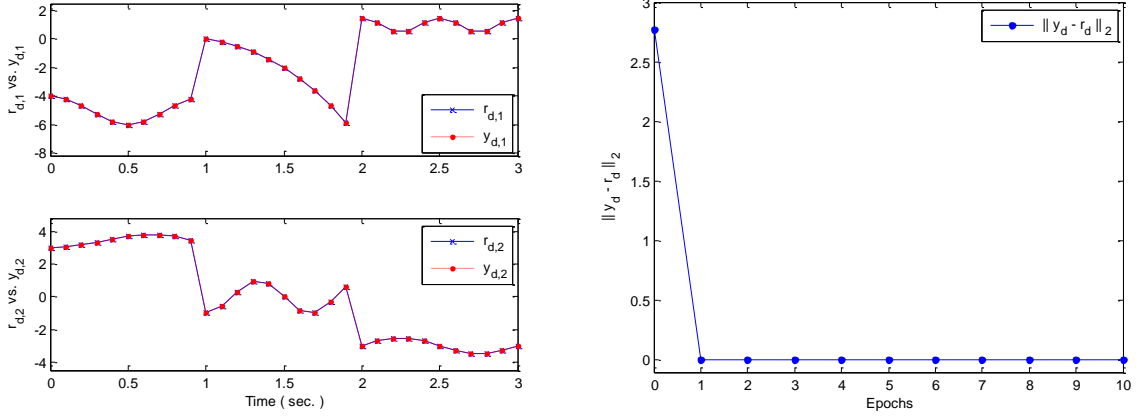 r_d,1 vs. y_d,1
0
-2
-4
-6
-8
r_d,1
y_d,1
0 0.5 1 1.5 2 2.5 3
r_d,2 vs. y_d,2
4
2
0
-2
-4
r_d,2
y_d,2
0 0.5 1 1.5 2 2.5 3
Time ( sec. )
|| y_d - r_d ||_2
3
2.5
2
1.5
1
0.5
0
|| y_d - r_d ||_2
0 1 2 3 4 5 6 7 8 9 10
Epochs